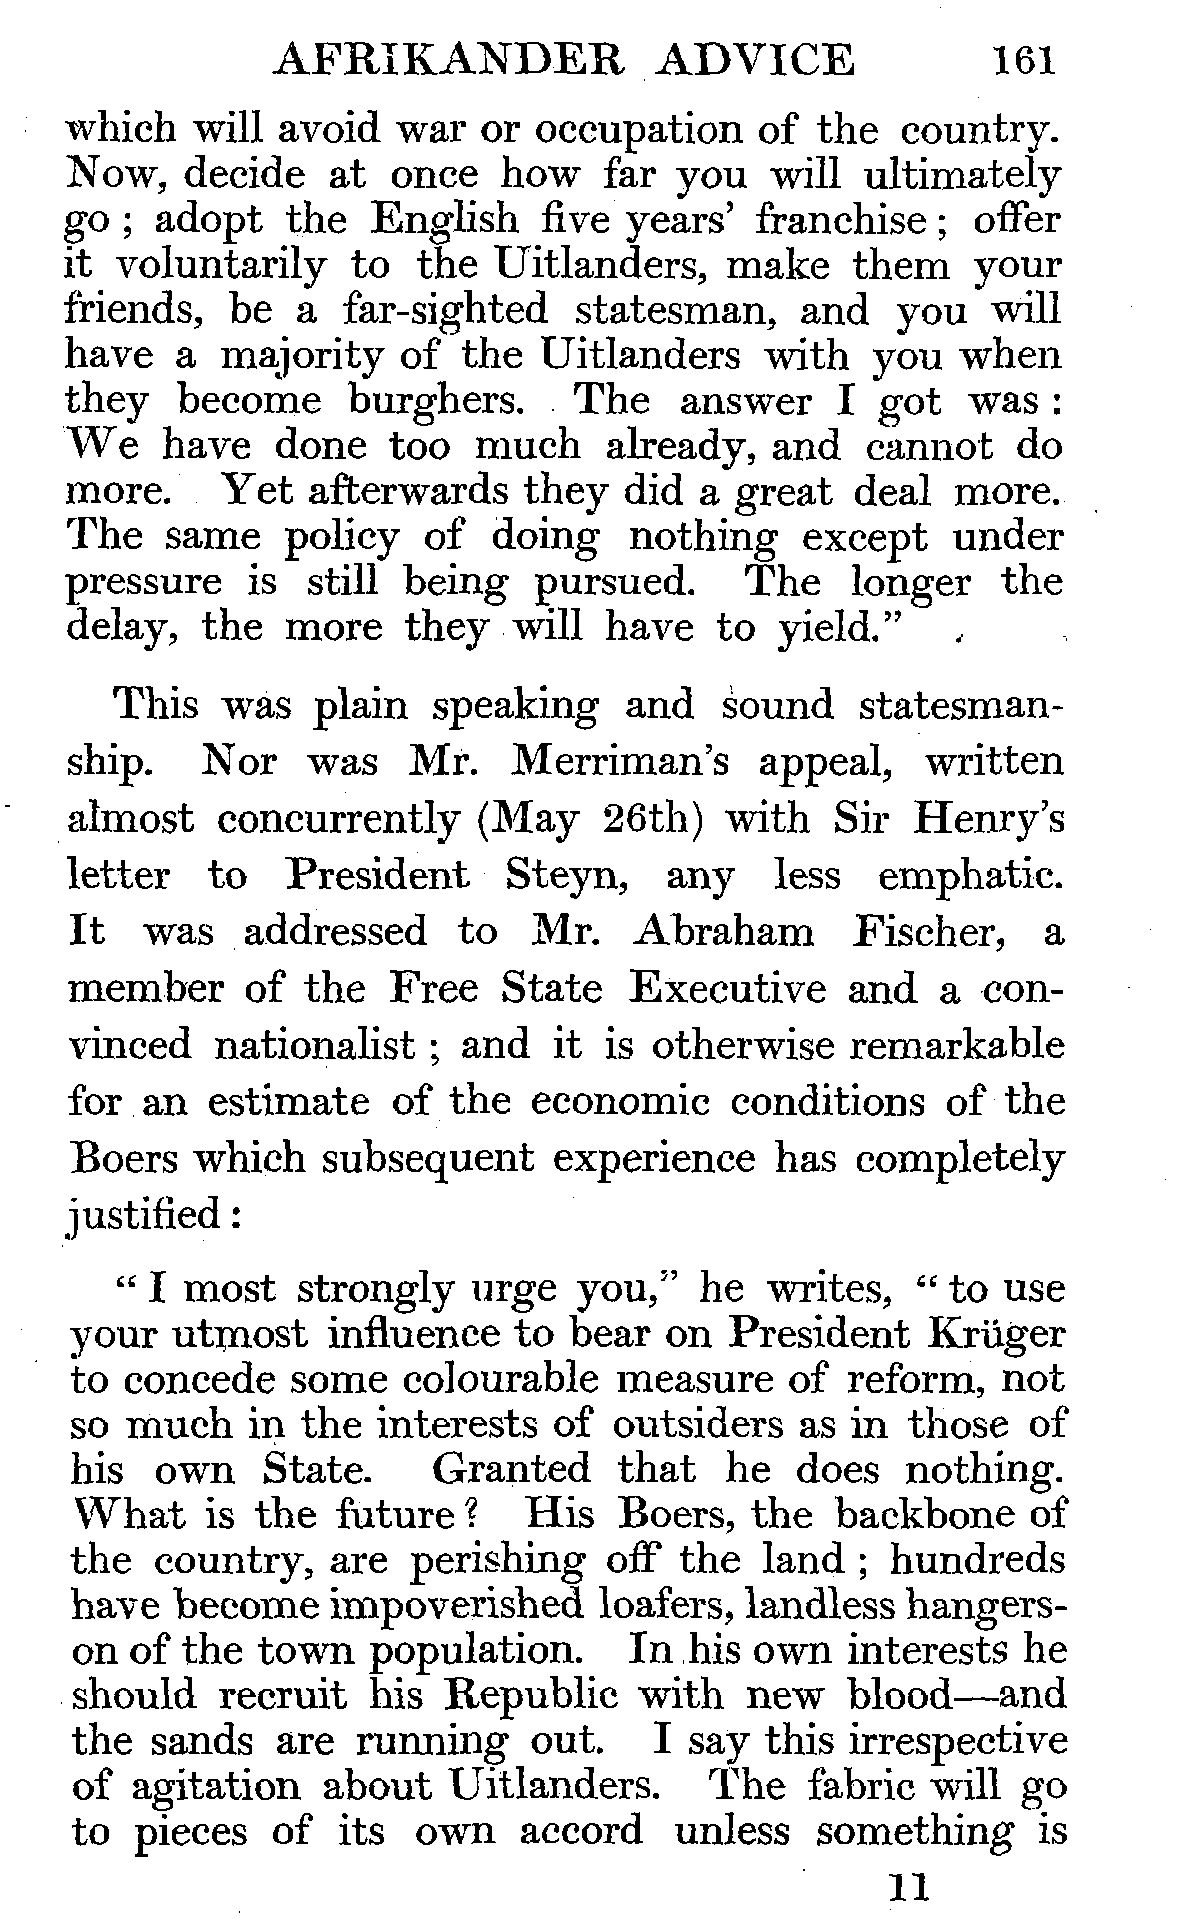 AFRIKANDER ADVICE 161
which will avoid war or occupation of the country.
Now, decide at once how far you will ultimately
go ; adopt the English five years' franchise ; offer
it voluntarily to the Uitlanders, make them your
friends, be a far-sighted statesman, and you will
have a majority of the Uitlanders with you when
they become burghers. The answer I got was :
We have done too much already, and cannot do
more. Yet afterwards they did a great deal more.
The same policy of doing nothing except under
pressure is still being pursued. The longer the
delay, the more they will have to yield."
This was plain speaking and sound statesman-
ship. Nor was Mr. Merriman's appeal, written
almost concurrently (May 26th) with Sir Henry's
letter to President Steyn, any less emphatic.
It was addressed to Mr. Abraham Fischer, a
member of the Free State Executive and a con-
vinced nationalist ; and it is otherwise remarkable
for an estimate of the economic conditions of the
Boers which subsequent experience has completely
justified :
" I most strongly urge you," he writes, " to use
your utmost influence to bear on President Krüger
to concede some colourable measure of reform, not
so much in the interests of outsiders as in those of
his own State. Granted that he does nothing.
What is the future ? His Boers, the backbone of
the country, are perishing off the land ; hundreds
have become impoverished loafers, landless hangers-
on of the town population. In his own interests he
should recruit his Republic with new blood—and
the sands are running out. I say this irrespective
of agitation about Uitlanders. The fabric will go
to pieces of its own accord unless something is
11